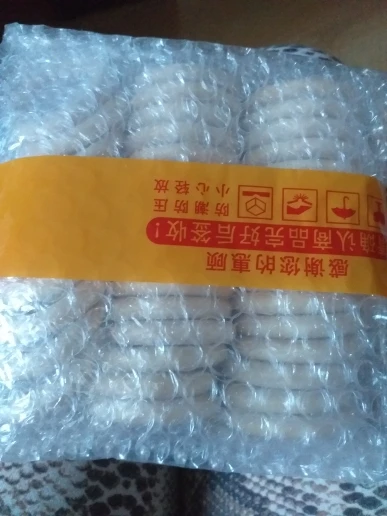 感谢您的惠顾
确认商品完好后签收!
防潮防压
小心轻放